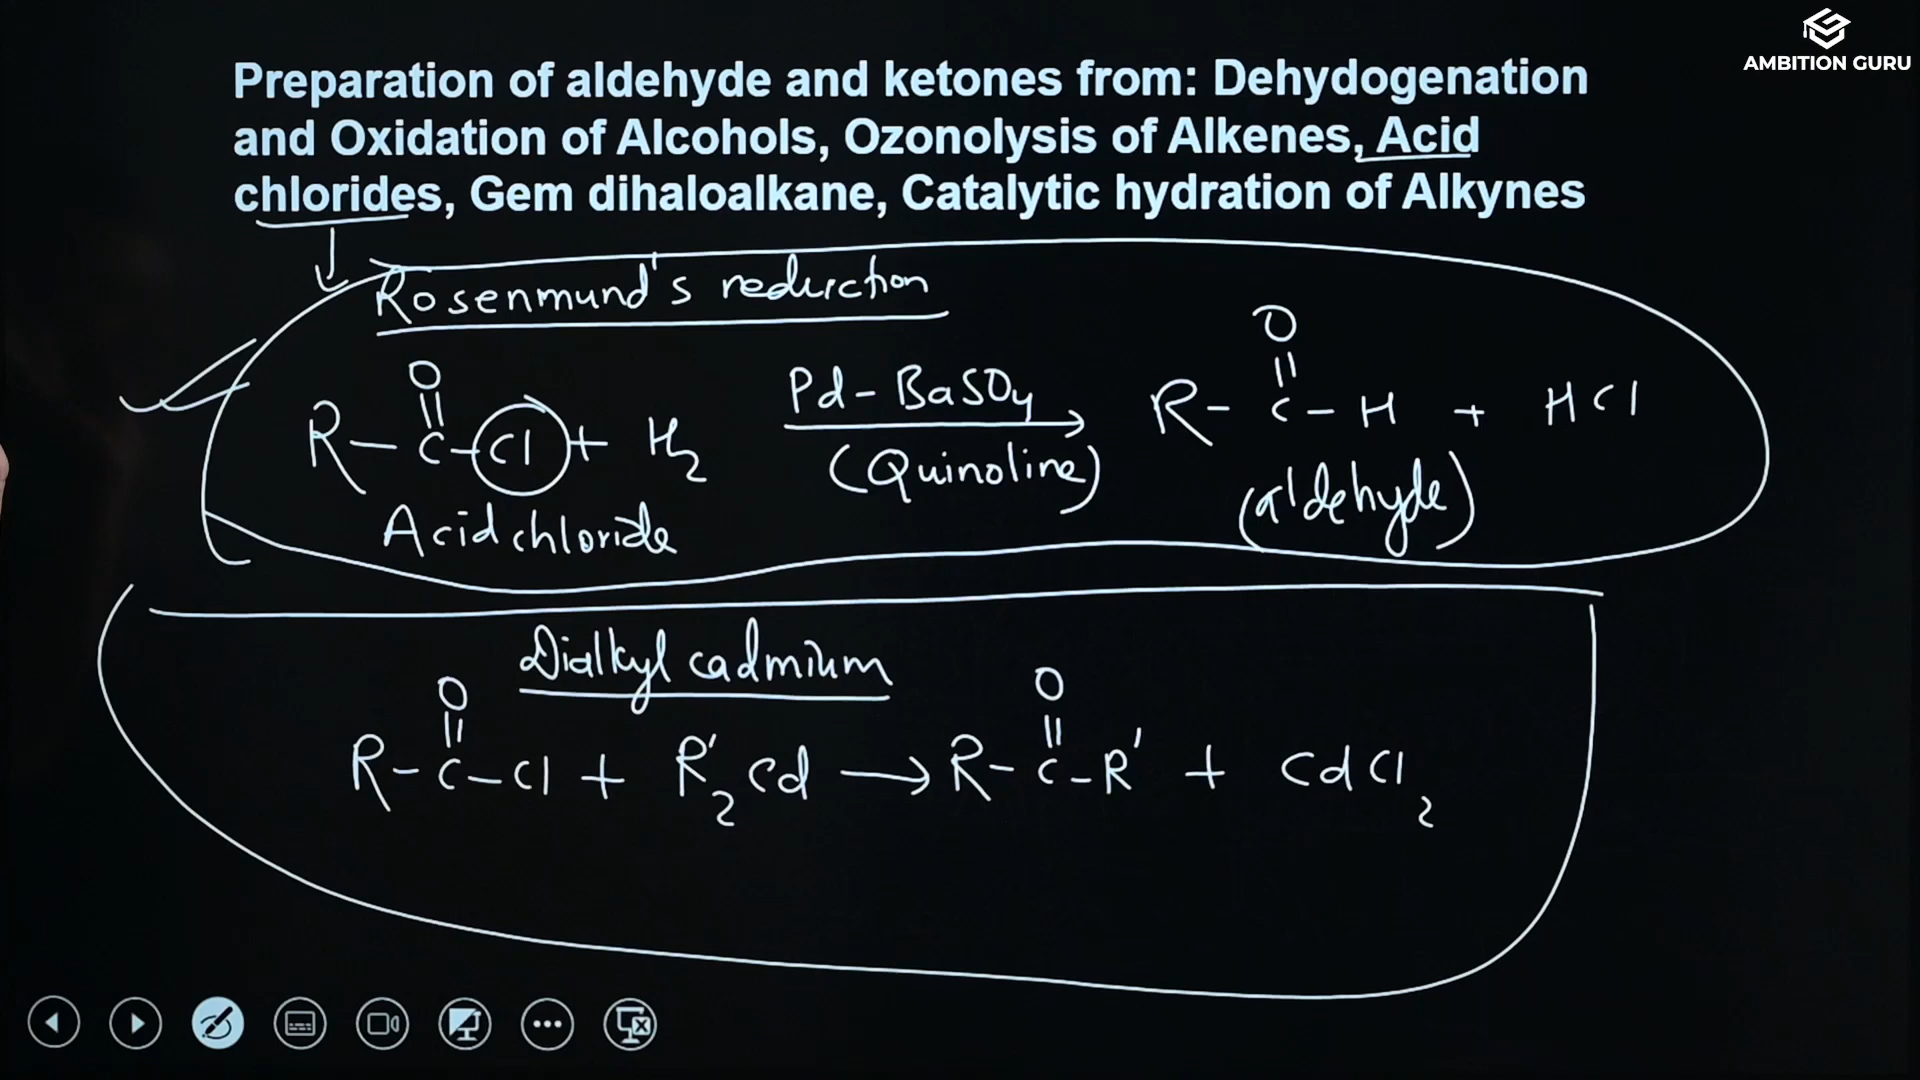 AMBITION GURU
Preparation of aldehyde and ketones from: Dehydogenation
and Oxidation of Alcohols, Ozonolysis of Alkenes, Acid
chlorides, Gem dihaloalkane, Catalytic hydration of Alkynes
Rosenmund's reduction
O
||
R - C - Cl + H2
Pd - BaSO4
(Quinoline)
O
||
R - C - H + HCl
Acid chloride
(aldehyde)
Dialkyl cadmium
O
||
R - C - Cl + R'2Cd → R - C - R' + CdCl2
O
||